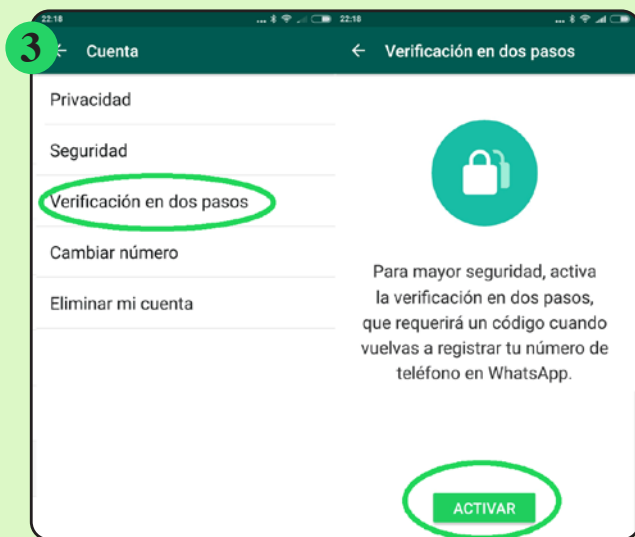 22:18
... 22:18
...
3
Cuenta
Verificación en dos pasos
Privacidad
Seguridad
Verificación en dos pasos
Cambiar número
Eliminar mi cuenta
Para mayor seguridad, activa
la verificación en dos pasos,
que requerirá un código cuando
vuelvas a registrar tu número de
teléfono en WhatsApp.
ACTIVAR